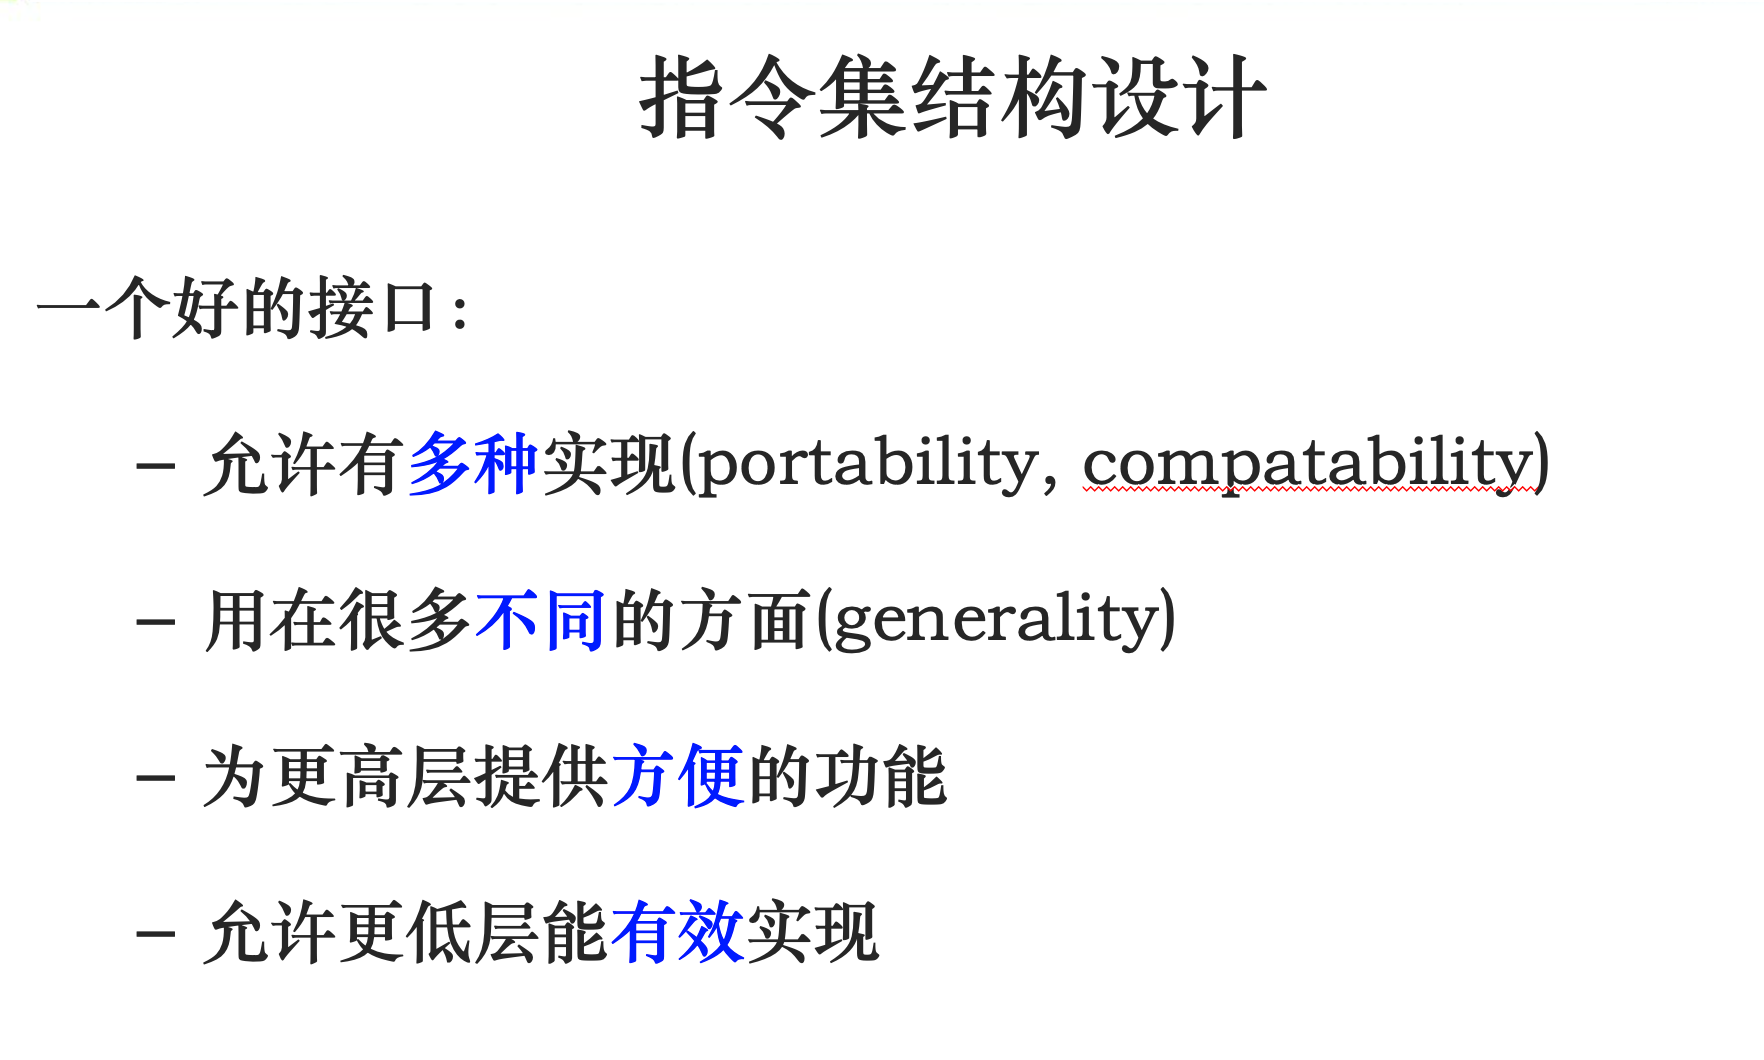 指令集结构设计
一个好的接口:
– 允许有多种实现(portability, compatability)
– 用在很多不同的方面(generality)
– 为更高层提供方便的功能
– 允许更低层能有效实现